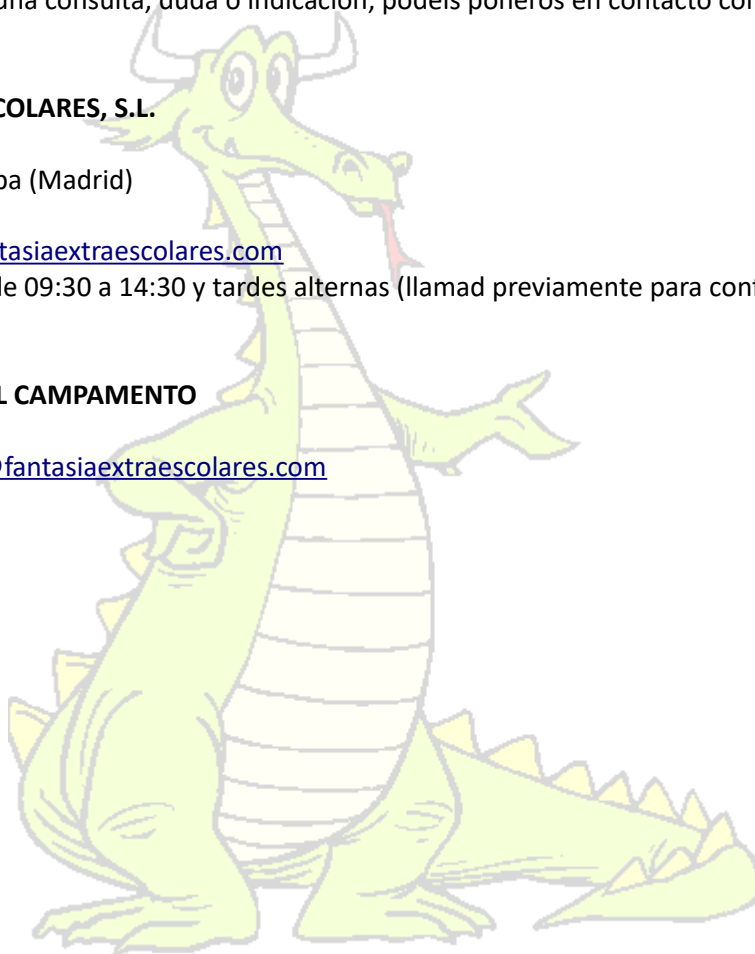 una consulta, duda o indicación, podéis poneros en contacto con
COLARES, S.L.
pa (Madrid)
tasiaextraescolares.com
de 09:30 a 14:30 y tardes alternas (llamad previamente para con
L CAMPAMENTO
@fantasiaextraescolares.com